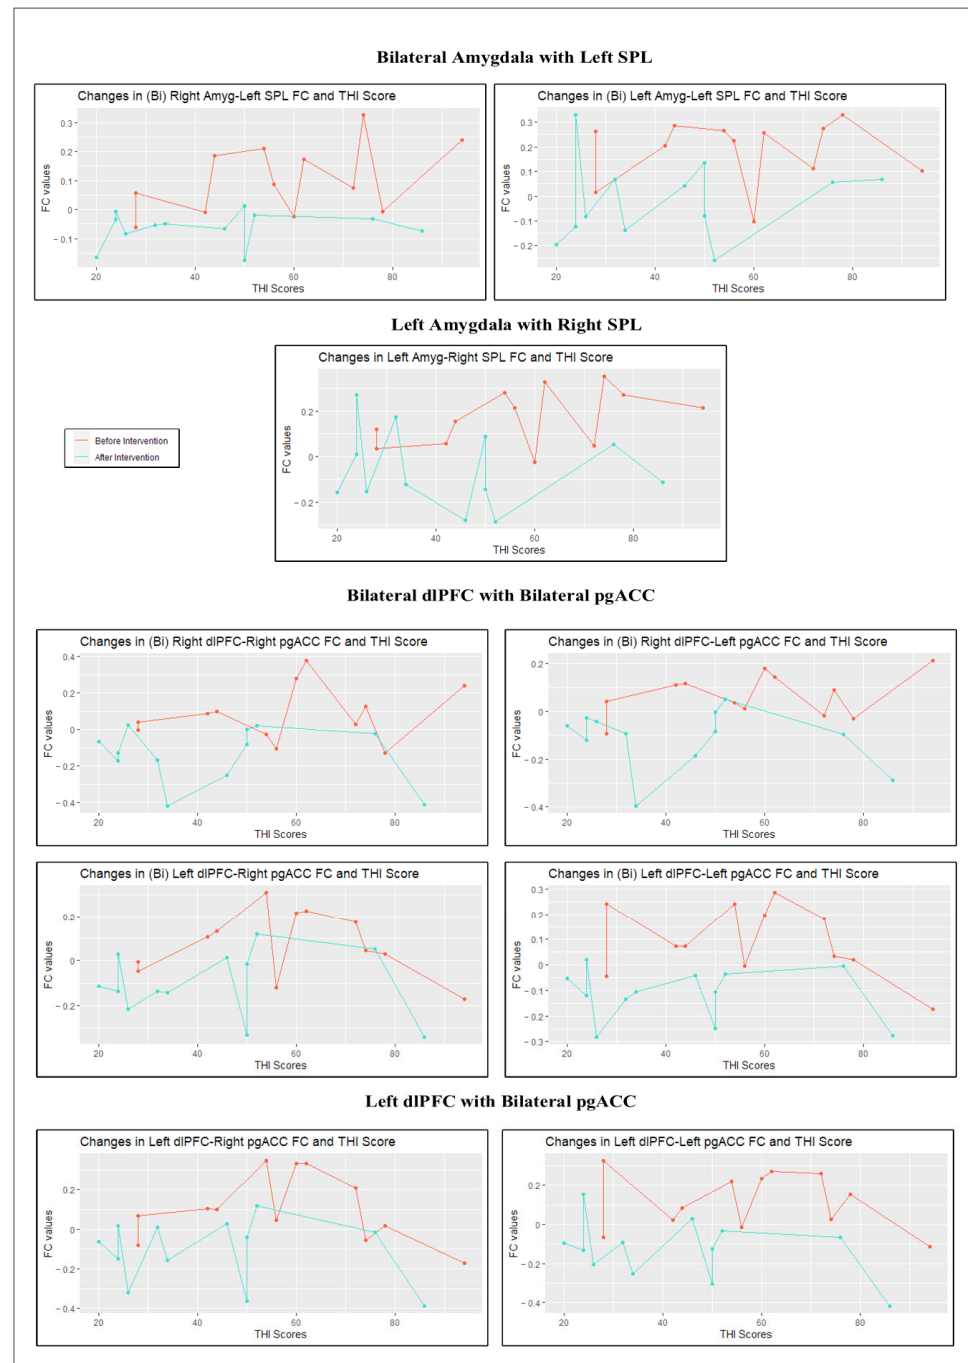 Bilateral Amygdala with Left SPL
Changes in (Bi) Right Amyg-Left SPL FC and THI Score
FC values
0.3
0.2
0.1
0
− 0.1
20 40 60 80
THI Scores
Changes in (Bi) Left Amyg-Left SPL FC and THI Score
FC values
0.3
0.2
0.1
0
− 0.1
− 0.2
20 40 60 80
THI Scores
Left Amygdala with Right SPL
Changes in Left Amyg-Right SPL FC and THI Score
FC values
0.2
0
− 0.2
20 40 60 80
THI Scores
Before Intervention
After Intervention
Bilateral dlPFC with Bilateral pgACC
Changes in (Bi) Right dlPFC-Right pgACC FC and THI Score
FC values
0.4
0.2
0
− 0.2
− 0.4
20 40 60 80
THI Scores
Changes in (Bi) Right dlPFC-Left pgACC FC and THI Score
FC values
0.2
0
− 0.2
− 0.4
20 40 60 80
THI Scores
Changes in (Bi) Left dlPFC-Right pgACC FC and THI Score
FC values
0.2
0
− 0.2
20 40 60 80
THI Scores
Changes in (Bi) Left dlPFC-Left pgACC FC and THI Score
FC values
0.3
0.2
0.1
0
− 0.1
− 0.2
− 0.3
20 40 60 80
THI Scores
Left dlPFC with Bilateral pgACC
Changes in Left dlPFC-Right pgACC FC and THI Score
FC values
0.2
0
− 0.2
− 0.4
20 40 60 80
THI Scores
Changes in Left dlPFC-Left pgACC FC and THI Score
FC values
0.2
0
− 0.2
− 0.4
20 40 60 80
THI Scores